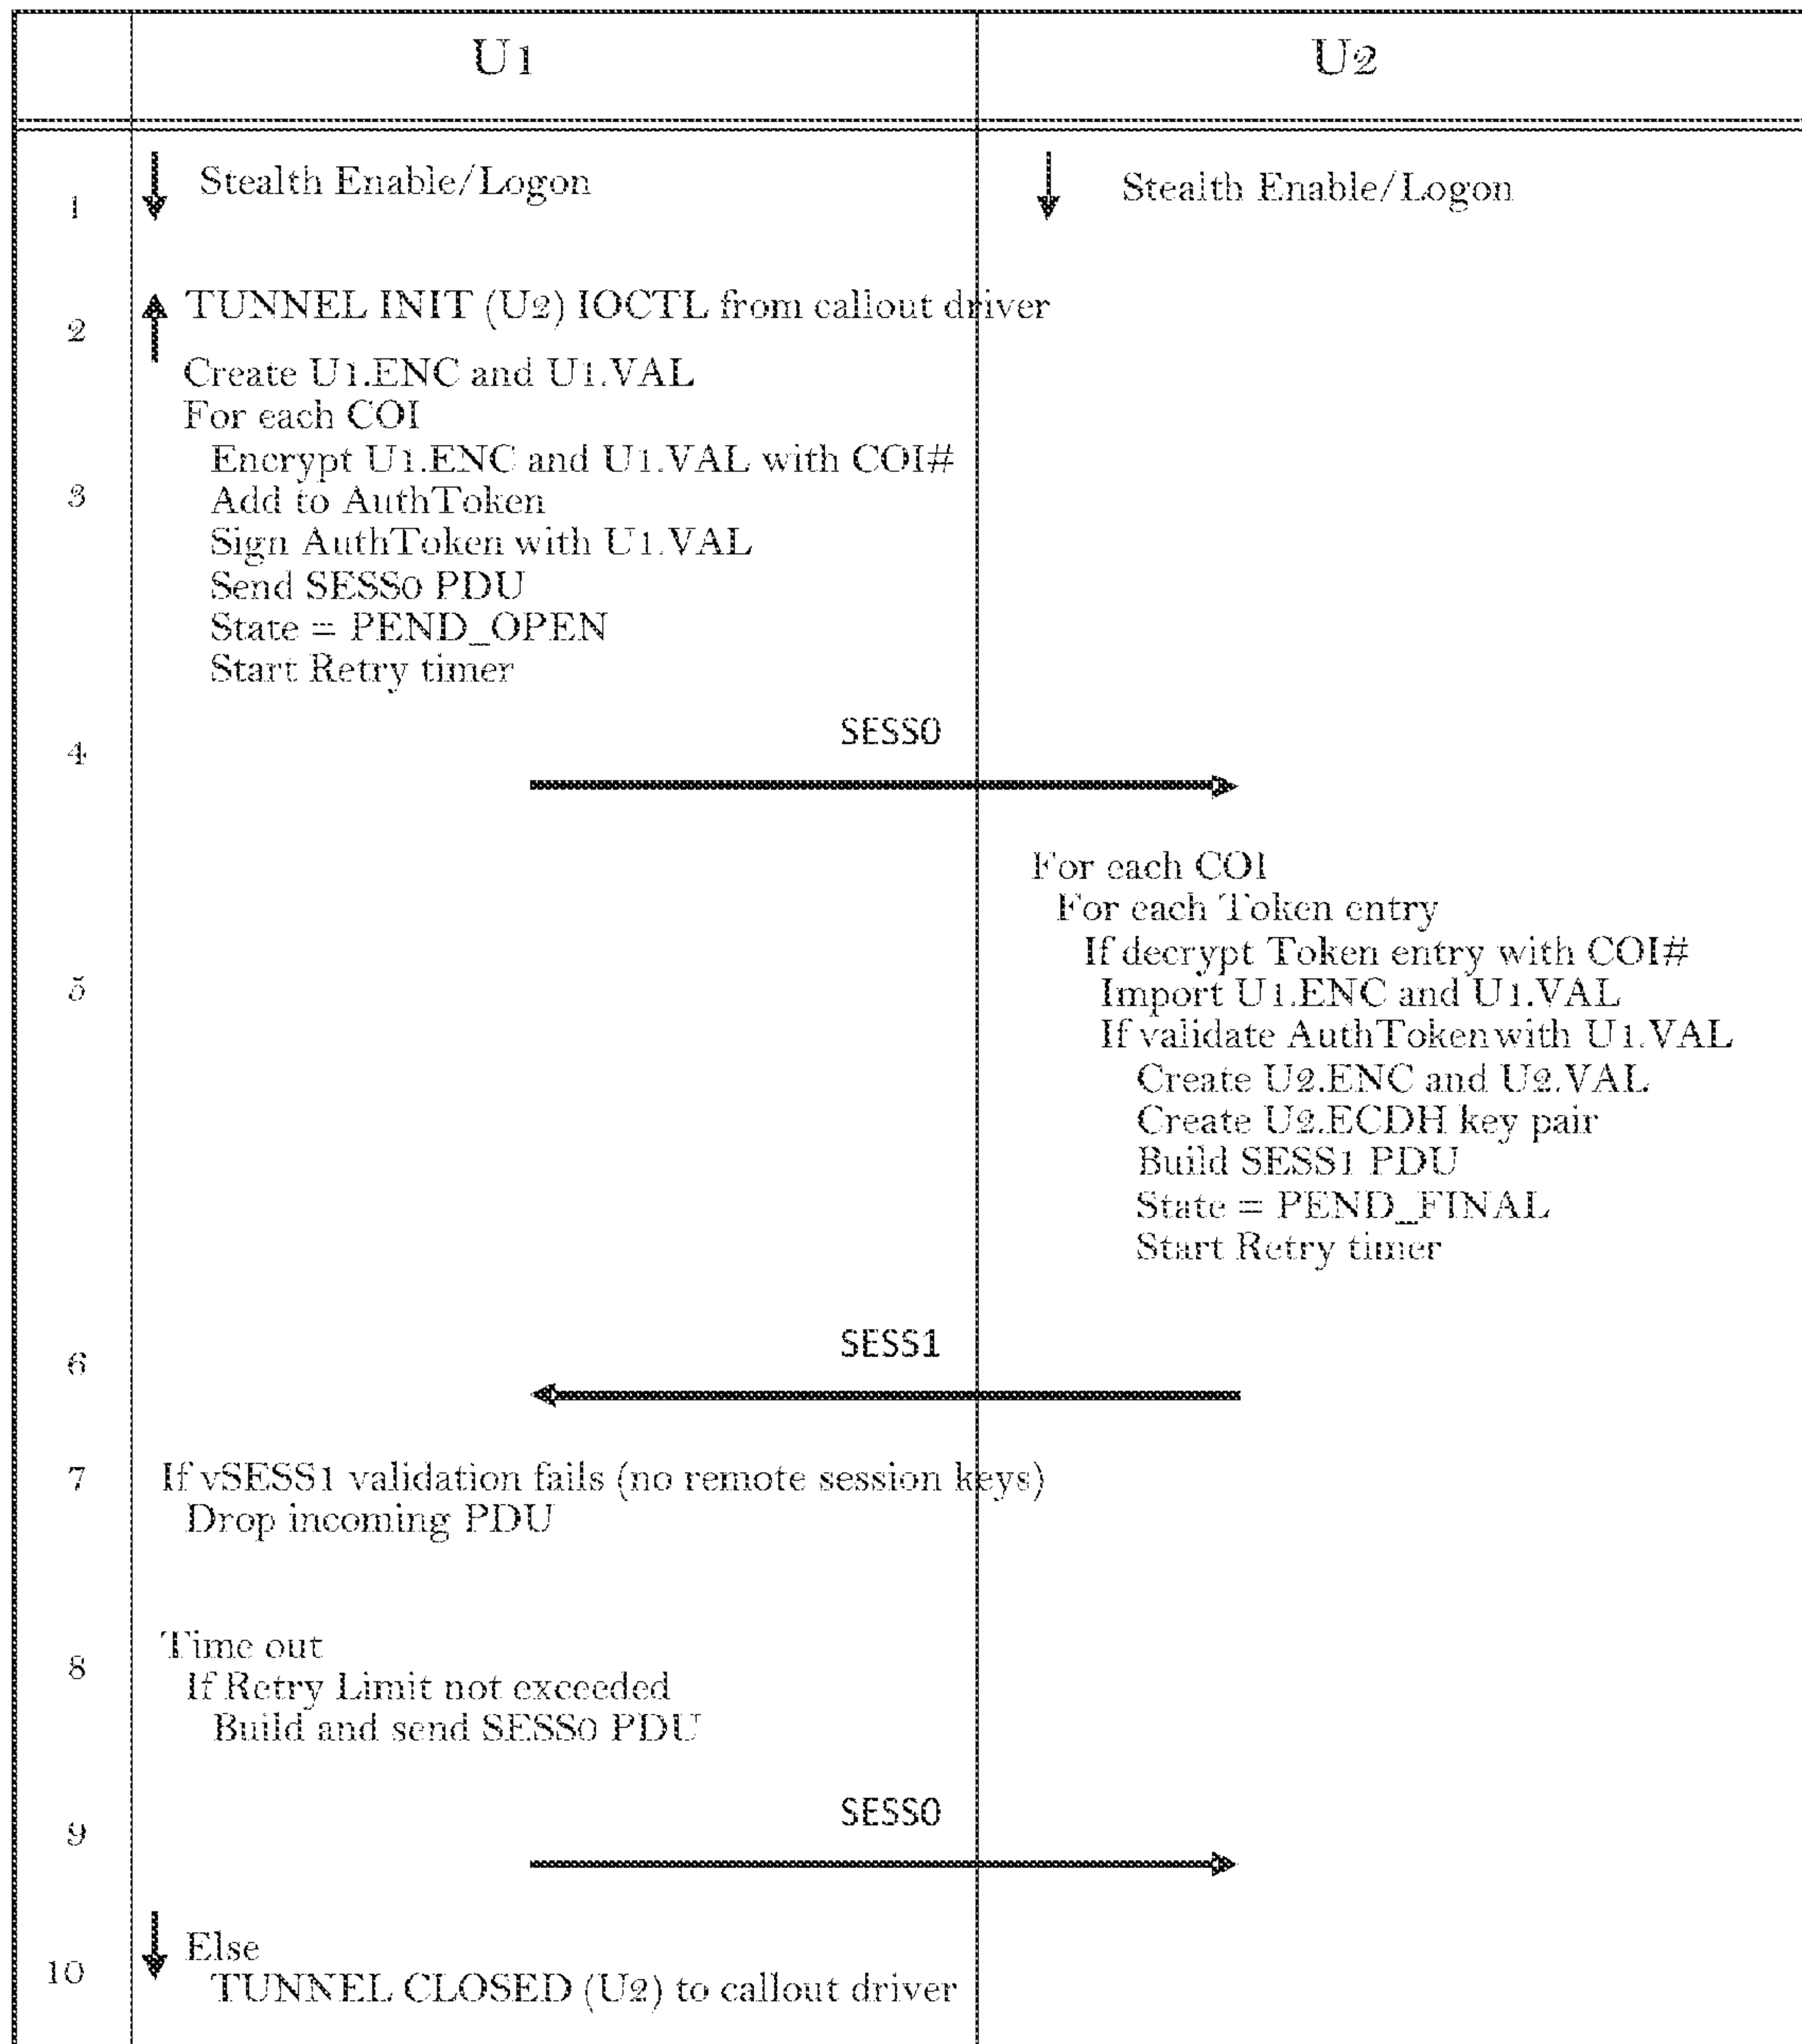 U1 U2
1 Stealth Enable/Logon Stealth Enable/Logon
2 TUNNEL INIT (U2) IOCTL from callout driver
Create U1.ENC and U1.VAL
For each COI
Encrypt U1.ENC and U1.VAL with COI#
3 Add to AuthToken
Sign AuthToken with U1.VAL
Send SESS0 PDU
State = PEND_OPEN
Start Retry timer
4 SESS0
For each COI
For each Token entry
If decrypt Token entry with COI#
5 Import U1.ENC and U1.VAL
If validate AuthToken with U1.VAL
Create U2.ENC and U2.VAL
Create U2.ECDH key pair
Build SESS1 PDU
State = PEND_FINAL
Start Retry timer
6 SESS1
7 If vSESS1 validation fails (no remote session keys)
Drop incoming PDU
Time out
8 If Retry Limit not exceeded
Build and send SESS0 PDU
9 SESS0
Else
10 TUNNEL CLOSED (U2) to callout driver